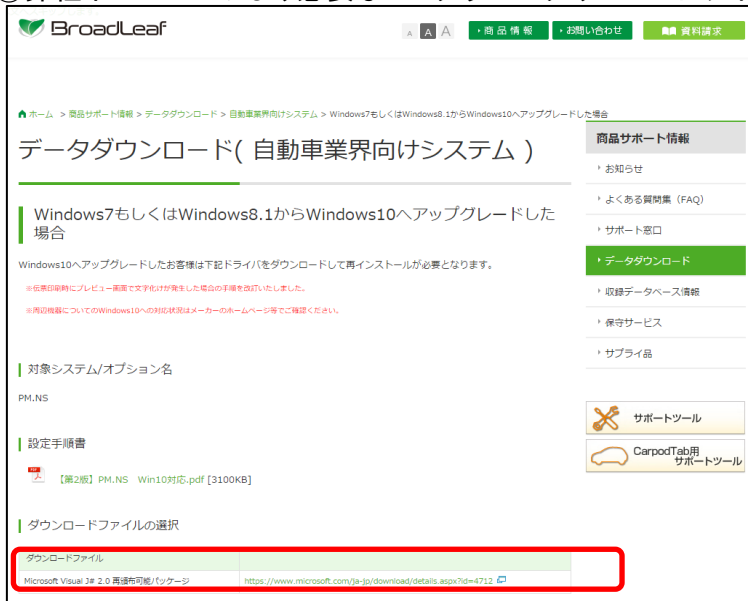 BroadLeaf
A A A
・商品情報
・お問い合わせ
資料請求
ホーム > 商品サポート情報 > データダウンロード > 自動車業界向けシステム > Windows7もしくはWindows8.1からWindows10へアップグレードした場合
データダウンロード( 自動車業界向けシステム )
Windows7もしくはWindows8.1からWindows10へアップグレードした
場合
Windows10へアップグレードしたお客様は下記ドライバをダウンロードして再インストールが必要となります。
※伝票印刷時にプレビュー画面で文字化けが発生した場合の手順を改訂いたしました。
※周辺機器についてのWindows10への対応状況はメーカーのホームページ等でご確認ください。
対象システム/オプション名
PM.NS
設定手順書
【第2版】PM.NS Win10対応.pdf [3100KB]
ダウンロードファイルの選択
ダウンロードファイル
Microsoft Visual J# 2.0 再頒布可能パッケージ https://www.microsoft.com/ja-jp/download/details.aspx?id=4712
商品サポート情報
お知らせ
よくある質問集（FAQ）
サポート窓口
データダウンロード
収録データベース情報
保守サービス
サプライ品
サポートツール
CarpodTab用
サポートツール